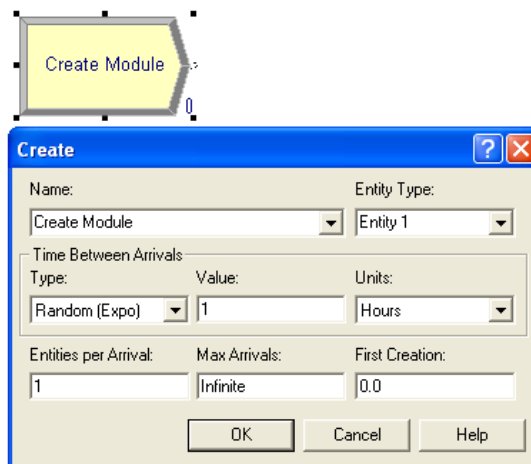 Create Module
0
Create
Name: Entity Type:
Create Module Entity 1
Time Between Arrivals
Type: Value: Units:
Random (Expo) 1 Hours
Entities per Arrival: Max Arrivals: First Creation:
1 Infinite 0.0
OK Cancel Help